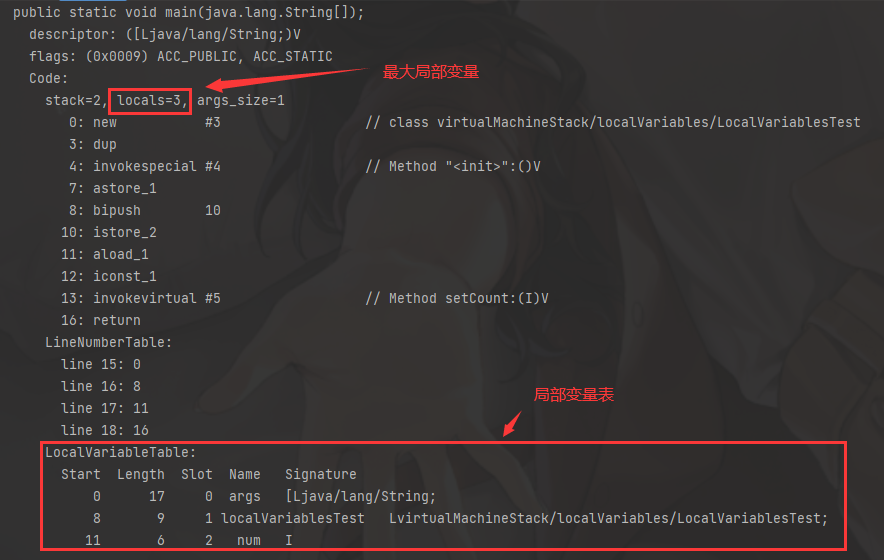 public static void main(java.lang.String[]);
descriptor: ([Ljava/lang/String;)V
flags: (0x0009) ACC_PUBLIC, ACC_STATIC
最大局部变量
Code:
stack=2, locals=3, args_size=1
0: new #3 // class virtualMachineStack/localVariables/LocalVariablesTest
3: dup
4: invokespecial #4 // Method "<init>":()V
7: astore_1
8: bipush 10
10: istore_2
11: aload_1
12: iconst_1
13: invokevirtual #5 // Method setCount:(I)V
16: return
LineNumberTable:
line 15: 0
line 16: 8
line 17: 11
局部变量表
line 18: 16
LocalVariableTable:
Start Length Slot Name Signature
0 17 0 args [Ljava/lang/String;
8 9 1 localVariablesTest LvirtualMachineStack/localVariables/LocalVariablesTest;
11 6 2 num I